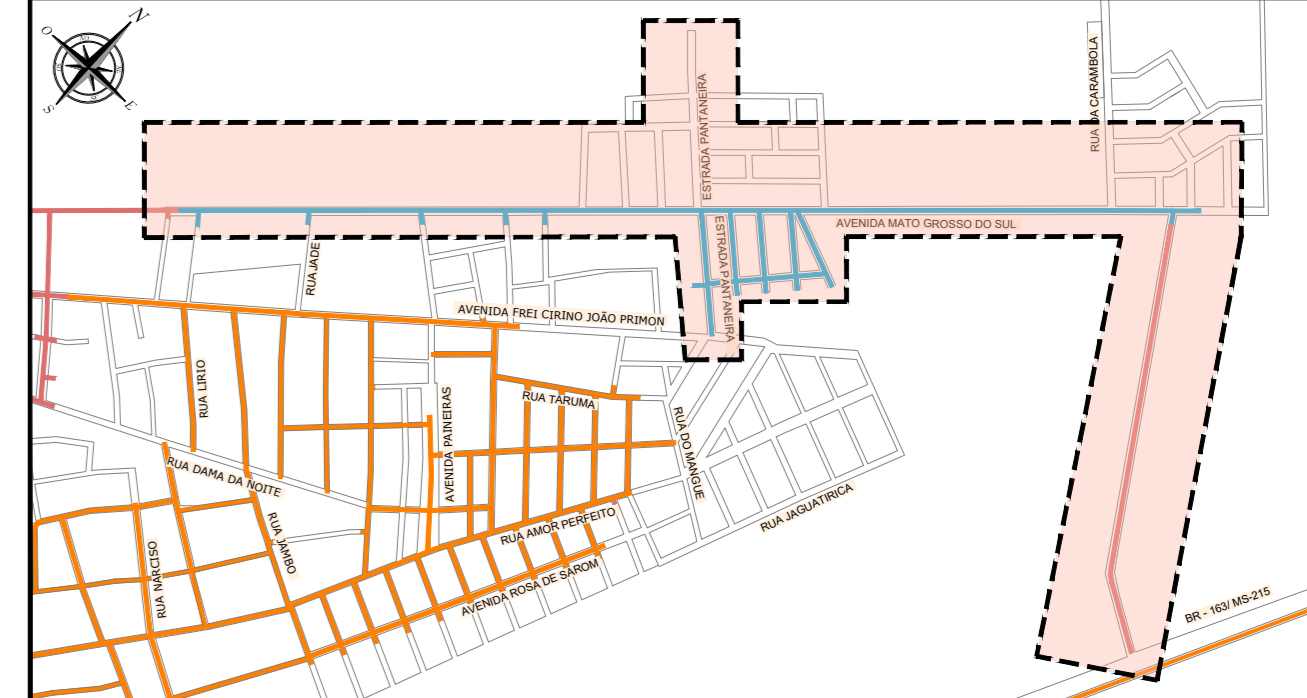 N
O
S
E
RUA DA CARAMBOLA
ESTRADA PANTANEIRA
AVENIDA MATO GROSSO DO SUL
ESTRADA PANTANEIRA
RUA JADE
AVENIDA FREI CIRINO JOÃO PRIMON
RUA LIRIO
AVENIDA PAINEIRAS
RUA TARUMA
RUA DO MANGUE
RUA DAMA DA NOITE
RUA JAGUATIRICA
RUA AMOR PERFEITO
RUA JAMBO
RUA NARCISO
AVENIDA ROSA DE SAROM
BR - 163/ MS-215